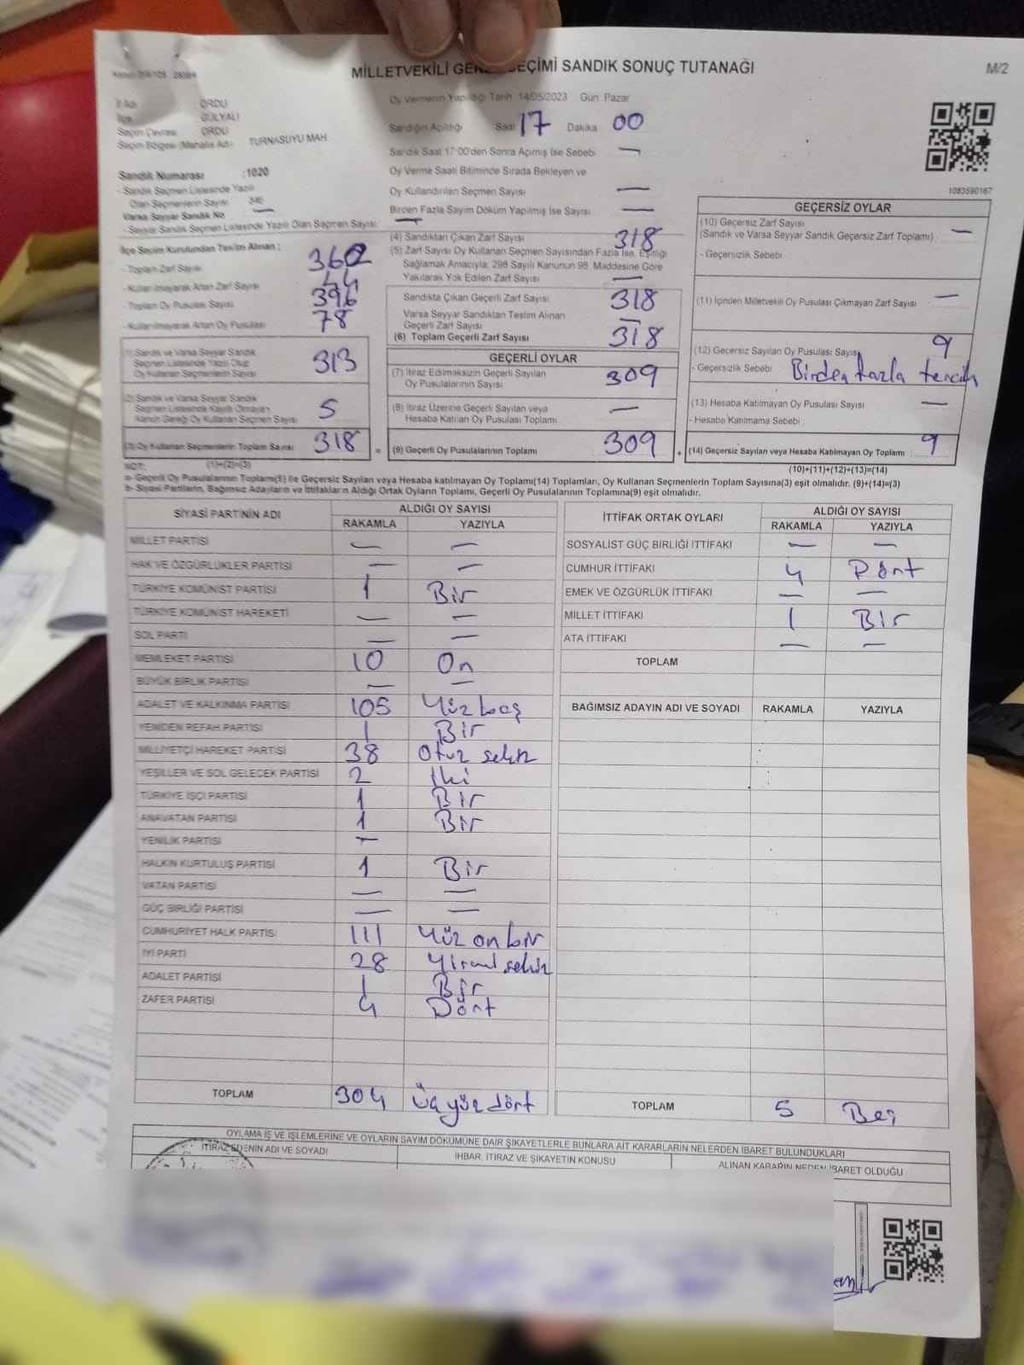 MİLLETVEKİLİ GENEL SEÇİMİ SANDIK SONUÇ TUTANAĞI
M/2
İli Adı ORDU
İlçe GÜLYALI
Seçim Çevresi ORDU
Seçim Bölgesi (Mahalle Adı) TURNASUYU MAH
Sandık Numarası :1020
- Sandık Seçmen Listesinde Yazılı
Olan Seçmenlerin Sayısı
Varsa Seyyar Sandık No —
- Seyyar Sandık Seçmen Listesinde Yazılı Olan Seçmen Sayısı —
Oy Vermenin Yapıldığı Tarih 14/05/2023 Gün: Pazar
Sandığın Açıldığı Saat 17 Dakika 00
Sandık Saat 17:00'den Sonra Açılmış İse Sebebi —
Oy Verme Saati Bitiminde Sırada Bekleyen ve
Oy Kullandırılan Seçmen Sayısı —
Birden Fazla Sayım Döküm Yapılmış İse Sayısı —
1083590167
İlçe Seçim Kurulundan Teslim Alınan :
- Toplam Zarf Sayısı 360
- Kullanılmayarak Artan Zarf Sayısı
Toplam Oy Pusulası Sayısı 396
- Kullanılmayarak Artan Oy Pusulası 78
(1) Sandık ve Varsa Seyyar Sandık
Seçmen Listesinde Yazılı Olup
Oy Kullanan Seçmenlerin Sayısı 313
(2) Sandık ve Varsa Seyyar Sandık
Seçmen Listesinde Kayıtlı Olmayan
Kanun Gereği Oy Kullanan Seçmen Sayısı 5
(3) Oy Kullanan Seçmenlerin Toplam Sayısı 318
(4) Sandıktan Çıkan Zarf Sayısı 318
(5) Zarf Sayısı Oy Kullanan Seçmen Sayısından Fazla İse, Eşitliği
Sağlamak Amacıyla; 298 Sayılı Kanunun 98. Maddesine Göre
Yakılarak Yok Edilen Zarf Sayısı —
Sandıkta Çıkan Geçerli Zarf Sayısı 318
Varsa Seyyar Sandıktan Teslim Alınan
Geçerli Zarf Sayısı —
(6) Toplam Geçerli Zarf Sayısı 318
GEÇERLİ OYLAR
(7) İtiraz Edilmeksizin Geçerli Sayılan
Oy Pusulalarının Sayısı 309
(8) İtiraz Üzerine Geçerli Sayılan veya
Hesaba Katılan Oy Pusulası Toplamı —
= (9) Geçerli Oy Pusulalarının Toplamı 309
GEÇERSİZ OYLAR
(10) Geçersiz Zarf Sayısı
(Sandık ve Varsa Seyyar Sandık Geçersiz Zarf Toplamı) —
- Geçersizlik Sebebi
(11) İçinden Milletvekili Oy Pusulası Çıkmayan Zarf Sayısı —
(12) Geçersiz Sayılan Oy Pusulası Sayısı 9
- Geçersizlik Sebebi Birden fazla tercih
(13) Hesaba Katılmayan Oy Pusulası Sayısı —
- Hesaba Katılmama Sebebi
+ (14) Geçersiz Sayılan veya Hesaba Katılmayan Oy Toplamı 9
NOT: (1)+(2)=(3)
(10)+(11)+(12)+(13)=(14)
a- Geçerli Oy Pusulalarının Toplamı(9) ile Geçersiz Sayılan veya Hesaba katılmayan Oy Toplamı(14) Toplamları, Oy Kullanan Seçmenlerin Toplam Sayısına(3) eşit olmalıdır. (9)+(14)=(3)
b- Siyasi Partilerin, Bağımsız Adayların ve İttifakların Aldığı Ortak Oyların Toplamı, Geçerli Oy Pusulalarının Toplamına(9) eşit olmalıdır.
SİYASİ PARTİNİN ADI ALDIĞI OY SAYISI
RAKAMLA YAZIYLA
MİLLET PARTİSİ — —
HAK VE ÖZGÜRLÜKLER PARTİSİ — —
TÜRKİYE KOMÜNİST PARTİSİ 1 Bir
TÜRKİYE KOMÜNİST HAREKETİ — —
SOL PARTİ — —
MEMLEKET PARTİSİ 10 On
BÜYÜK BİRLİK PARTİSİ — —
ADALET VE KALKINMA PARTİSİ 105 Yüz beş
YENİDEN REFAH PARTİSİ 1 Bir
MİLLİYETÇİ HAREKET PARTİSİ 38 Otuz sekiz
YEŞİLLER VE SOL GELECEK PARTİSİ 2 İki
TÜRKİYE İŞÇİ PARTİSİ 1 Bir
ANAVATAN PARTİSİ 1 Bir
YENİLİK PARTİSİ —
HALKIN KURTULUŞ PARTİSİ 1 Bir
VATAN PARTİSİ — —
GÜÇ BİRLİĞİ PARTİSİ — —
CUMHURİYET HALK PARTİSİ 111 Yüz on bir
İYİ PARTİ 28 Yirmi sekiz
ADALET PARTİSİ 1 Bir
ZAFER PARTİSİ 4 Dört
TOPLAM 304 Üç yüz dört
İTTİFAK ORTAK OYLARI ALDIĞI OY SAYISI
RAKAMLA YAZIYLA
SOSYALİST GÜÇ BİRLİĞİ İTTİFAKI — —
CUMHUR İTTİFAKI 4 Dört
EMEK VE ÖZGÜRLÜK İTTİFAKI — —
MİLLET İTTİFAKI 1 Bir
ATA İTTİFAKI — —
TOPLAM
BAĞIMSIZ ADAYIN ADI VE SOYADI RAKAMLA YAZIYLA
TOPLAM 5 Beş
OYLAMA İŞ VE İŞLEMLERİNE VE OYLARIN SAYIM DÖKÜMÜNE DAİR ŞİKAYETLERLE BUNLARA AİT KARARLARIN NELERDEN İBARET BULUNDUKLARI
İTİRAZ EDENİN ADI VE SOYADI İHBAR, İTİRAZ VE ŞİKAYETİN KONUSU ALINAN KARARIN NEDEN İBARET OLDUĞU